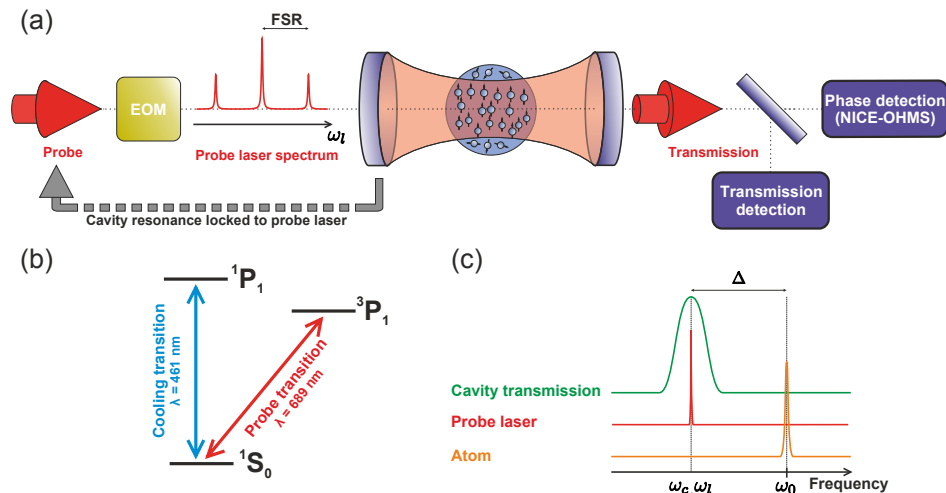 (a)
FSR
EOM
ω_l
Probe
Probe laser spectrum
Transmission
Phase detection
(NICE-OHMS)
Transmission
detection
Cavity resonance locked to probe laser
(b)
¹P₁
³P₁
Cooling transition
λ = 461 nm
Probe transition
λ = 689 nm
¹S₀
(c)
Δ
Cavity transmission
Probe laser
Atom
ω_c ω_l
ω_0
Frequency